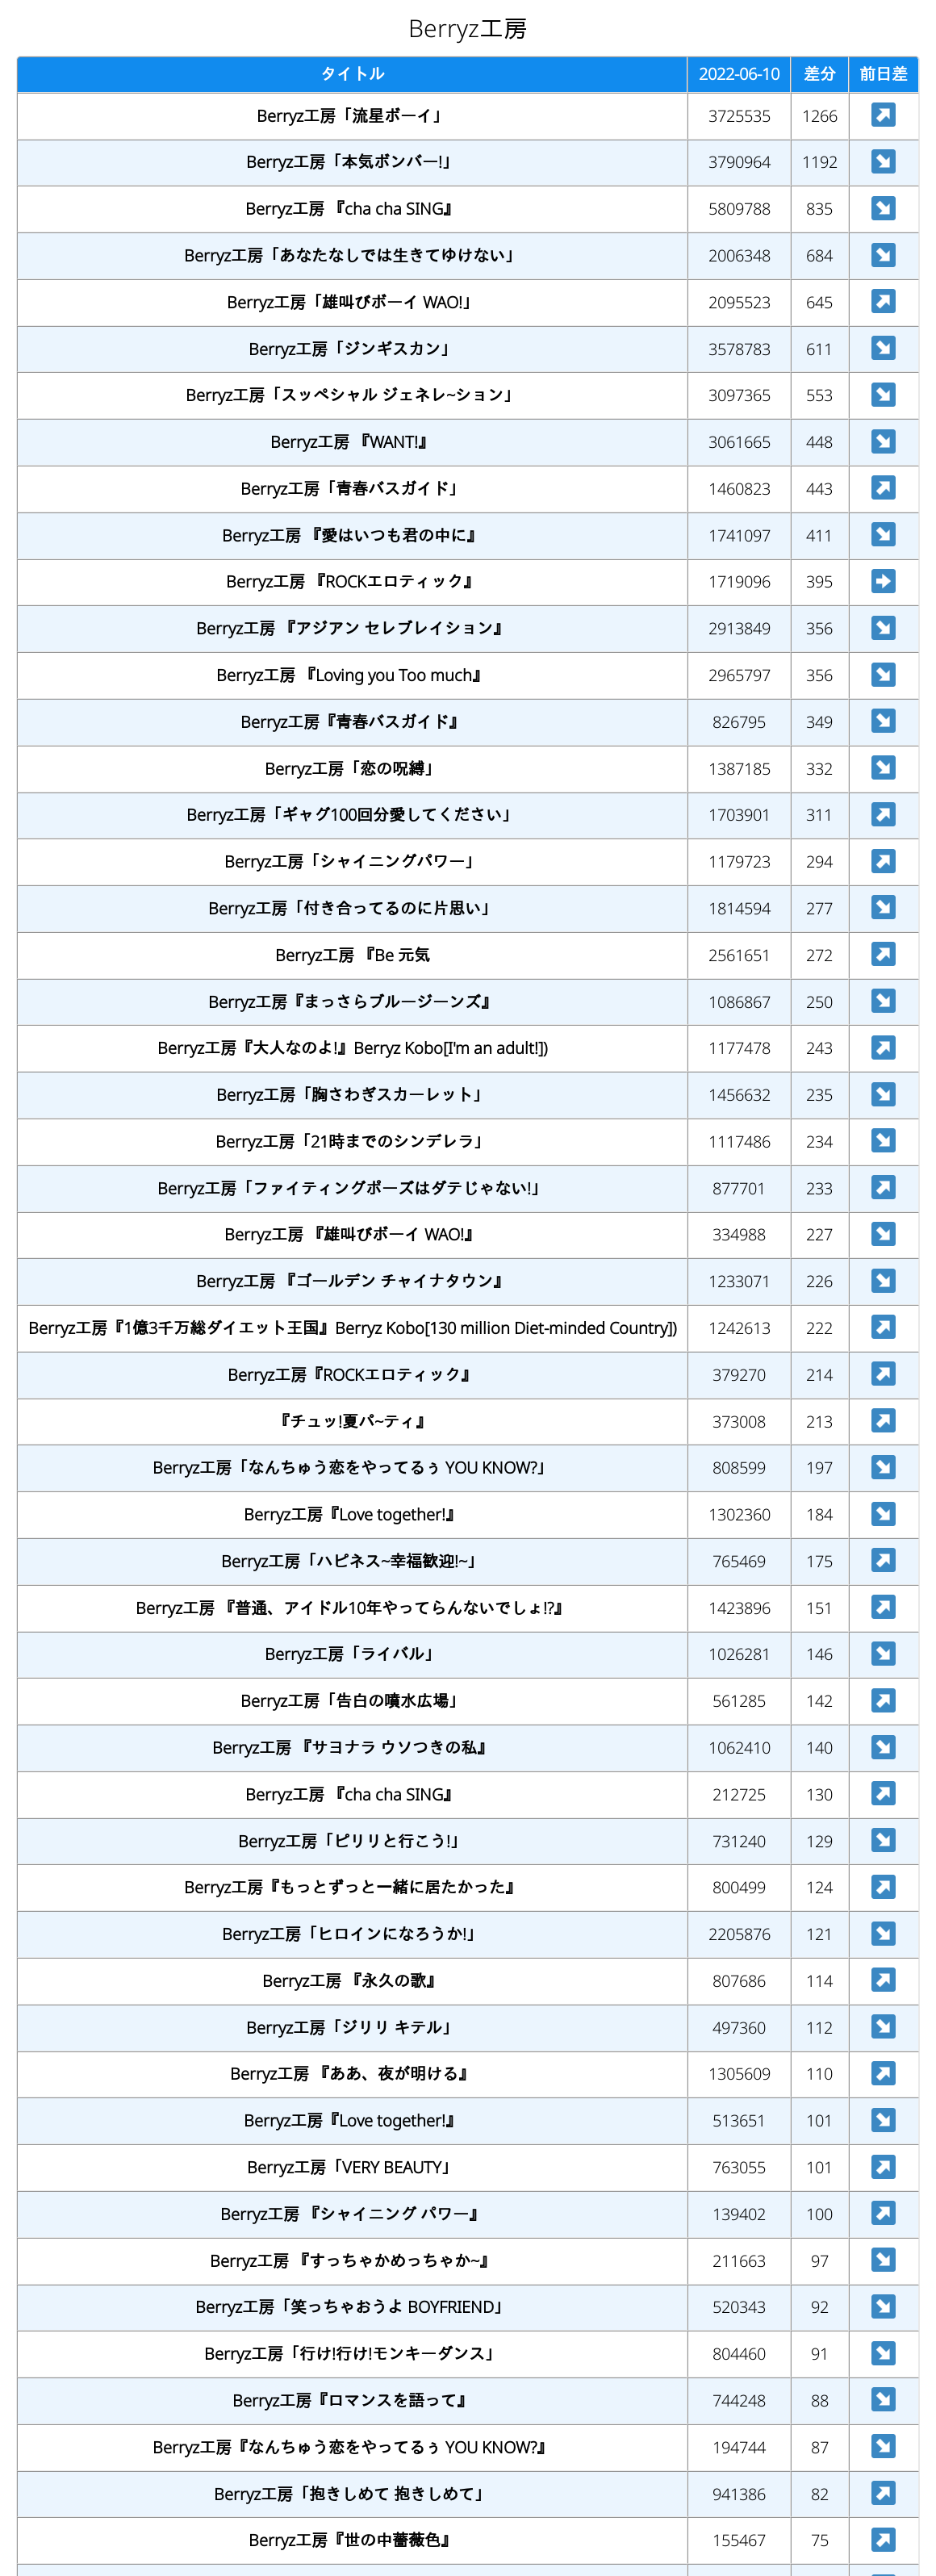 Berryz工房
タイトル 2022-06-10 差分 前日差
Berryz工房「流星ボーイ」 3725535 1266 ↗
Berryz工房「本気ボンバー!」 3790964 1192 ↘
Berryz工房 『cha cha SING』 5809788 835 ↘
Berryz工房「あなたなしでは生きてゆけない」 2006348 684 ↘
Berryz工房「雄叫びボーイ WAO!」 2095523 645 ↗
Berryz工房「ジンギスカン」 3578783 611 ↘
Berryz工房「スッペシャル ジェネレ~ション」 3097365 553 ↘
Berryz工房 『WANT!』 3061665 448 ↘
Berryz工房「青春バスガイド」 1460823 443 ↗
Berryz工房 『愛はいつも君の中に』 1741097 411 ↘
Berryz工房 『ROCKエロティック』 1719096 395 ➡
Berryz工房 『アジアン セレブレイション』 2913849 356 ↘
Berryz工房 『Loving you Too much』 2965797 356 ↘
Berryz工房『青春バスガイド』 826795 349 ↘
Berryz工房「恋の呪縛」 1387185 332 ↘
Berryz工房「ギャグ100回分愛してください」 1703901 311 ↗
Berryz工房「シャイニングパワー」 1179723 294 ↗
Berryz工房「付き合ってるのに片思い」 1814594 277 ↘
Berryz工房 『Be 元気 2561651 272 ↗
Berryz工房『まっさらブルージーンズ』 1086867 250 ↘
Berryz工房『大人なのよ!』Berryz Kobo[I'm an adult!]) 1177478 243 ↗
Berryz工房「胸さわぎスカーレット」 1456632 235 ↘
Berryz工房「21時までのシンデレラ」 1117486 234 ↘
Berryz工房「ファイティングポーズはダテじゃない!」 877701 233 ↗
Berryz工房 『雄叫びボーイ WAO!』 334988 227 ↘
Berryz工房 『ゴールデン チャイナタウン』 1233071 226 ↘
Berryz工房『1億3千万総ダイエット王国』Berryz Kobo[130 million Diet-minded Country]) 1242613 222 ↗
Berryz工房『ROCKエロティック』 379270 214 ↗
『チュッ!夏パ~ティ』 373008 213 ↗
Berryz工房「なんちゅう恋をやってるぅ YOU KNOW?」 808599 197 ↘
Berryz工房『Love together!』 1302360 184 ↘
Berryz工房「ハピネス~幸福歓迎!~」 765469 175 ↗
Berryz工房 『普通、アイドル10年やってらんないでしょ!?』 1423896 151 ↗
Berryz工房「ライバル」 1026281 146 ↘
Berryz工房「告白の噴水広場」 561285 142 ↗
Berryz工房 『サヨナラ ウソつきの私』 1062410 140 ↘
Berryz工房 『cha cha SING』 212725 130 ↗
Berryz工房「ピリリと行こう!」 731240 129 ↘
Berryz工房『もっとずっと一緒に居たかった』 800499 124 ↗
Berryz工房「ヒロインになろうか!」 2205876 121 ↘
Berryz工房 『永久の歌』 807686 114 ↗
Berryz工房「ジリリ キテル」 497360 112 ↘
Berryz工房 『ああ、夜が明ける』 1305609 110 ↗
Berryz工房『Love together!』 513651 101 ↘
Berryz工房「VERY BEAUTY」 763055 101 ↗
Berryz工房 『シャイニング パワー』 139402 100 ↗
Berryz工房 『すっちゃかめっちゃか~』 211663 97 ↘
Berryz工房「笑っちゃおうよ BOYFRIEND」 520343 92 ↘
Berryz工房「行け!行け!モンキーダンス」 804460 91 ↘
Berryz工房『ロマンスを語って』 744248 88 ↘
Berryz工房『なんちゅう恋をやってるぅ YOU KNOW?』 194744 87 ↘
Berryz工房「抱きしめて 抱きしめて」 941386 82 ↗
Berryz工房『世の中薔薇色』 155467 75 ↗